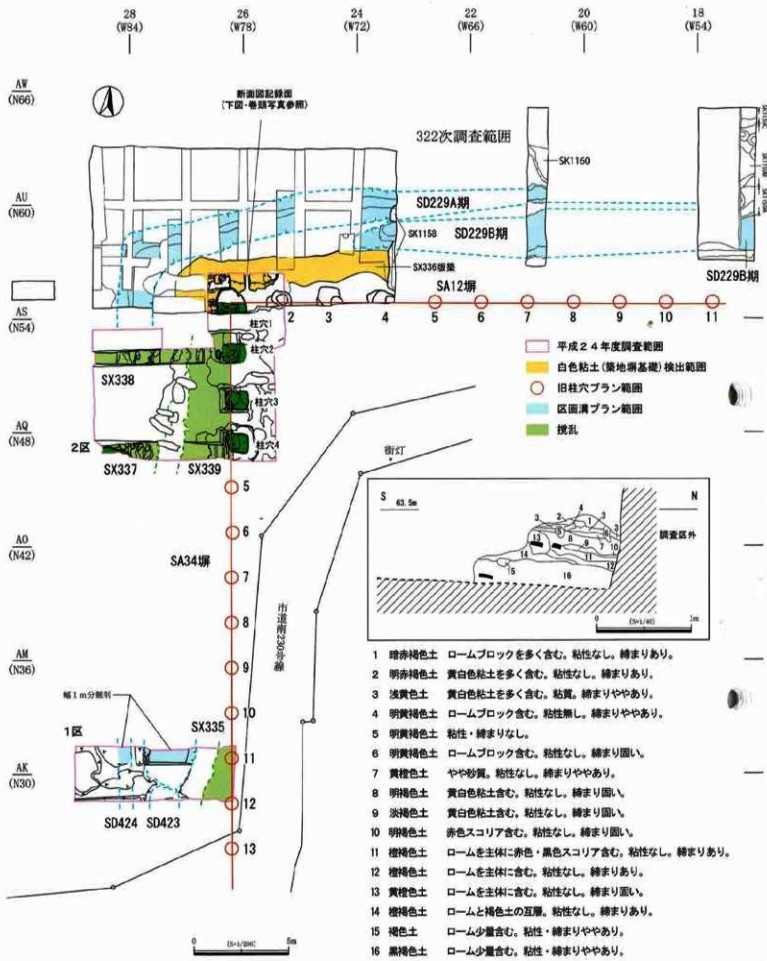 28 26 24 22 20 18
(W84) (W78) (W72) (W66) (W60) (W54)
AW
(N66)
断面図記録面
(下図・巻頭写真参照)
322次調査範囲
SK1160
AU
(N60)
SD229A期
SK1158
SD229B期
SX336版築
SA12塀
SD229B期
AS
(N54)
2 3 4 5 6 7 8 9 10 11
柱穴1
柱穴2
SX338
柱穴3
AQ
(N48)
柱穴4
2区
SX337
SX339
平成24年度調査範囲
白色粘土(築地塀基礎)検出範囲
旧柱穴プラン範囲
区画溝プラン範囲
撹乱
街灯
5
6
AO
(N42)
SA34塀
7
8
市道南230号線
AM
(N36)
9
10
幅1m分掘削
1区
SX335
11
AK
(N30)
12
SD424
SD423
13
0 (S=1/200) 5m
S 63.5m N
調査区外
0 (S=1/40) 1m
1 暗赤褐色土 ロームブロックを多く含む。粘性なし。締まりあり。
2 明赤褐色土 黄白色粘土を多く含む。粘性なし。締まりあり。
3 浅黄色土 黄白色粘土を多く含む。粘質。締まりややあり。
4 明黄褐色土 ロームブロック含む。粘性無し。締まりややあり。
5 明黄褐色土 粘性・締まりなし。
6 明黄褐色土 ロームブロック含む。粘性なし。締まり固い。
7 黄橙色土 やや砂質。粘性なし。締まりややあり。
8 明褐色土 黄白色粘土含む。粘性なし。締まり固い。
9 淡褐色土 黄白色粘土含む。粘性なし。締まり固い。
10 明褐色土 赤色スコリア含む。粘性なし。締まり固い。
11 橙褐色土 ロームを主体に赤色・黒色スコリア含む。粘性なし。締まりあり。
12 橙褐色土 ロームを主体に含む。粘性なし。締まりあり。
13 黄橙色土 ロームを主体に含む。粘性なし。締まり固い。
14 橙褐色土 ロームと褐色土の互層。粘性なし。締まりあり。
15 褐色土 ローム少量含む。粘性・締まりややあり。
16 黒褐色土 ローム少量含む。粘性・締まりややあり。